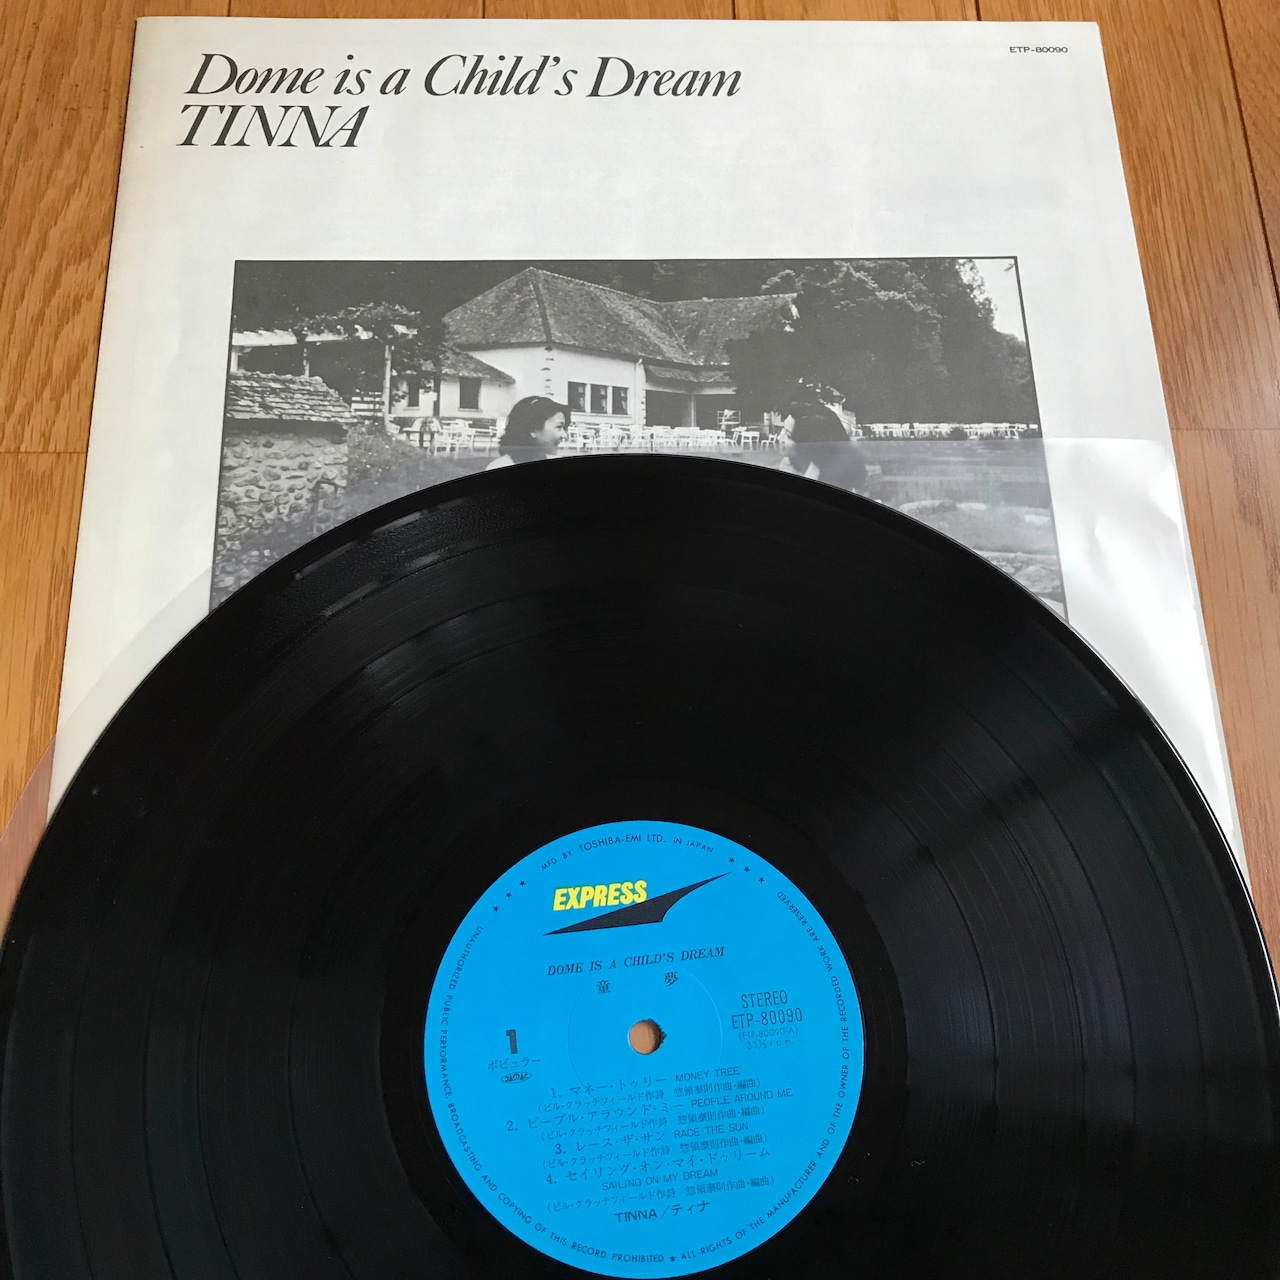 ETP-80090
Dome is a Child's Dream
TINNA
MFD BY TOSHIBA-EMI LTD. IN JAPAN
EXPRESS
DOME IS A CHILD'S DREAM
童 夢
STEREO
ETP-80090
(ETP-80090-A)
33⅓ r.p.m.
1
ポピュラー
1. マネー・トゥリー MONEY TREE
(ビル・クラッチフィールド作詩 惣領泰則作曲・編曲)
2. ピープル・アラウンド・ミー PEOPLE AROUND ME
(ビル・クラッチフィールド作詩 惣領泰則作曲・編曲)
3. レース・ザ・サン RACE THE SUN
(ビル・クラッチフィールド作詩 惣領泰則作曲・編曲)
4. セイリング・オン・マイ・ドゥリーム
SAILING ON MY DREAM
(ビル・クラッチフィールド作詩 惣領泰則作曲・編曲)
TINNA/ティナ
UNAUTHORIZED PUBLIC PERFORMANCE, BROADCASTING AND COPYING OF THIS RECORD PROHIBITED ★ ALL RIGHTS OF THE MANUFACTURER AND OF THE OWNER OF THE RECORDED WORK ARE RESERVED